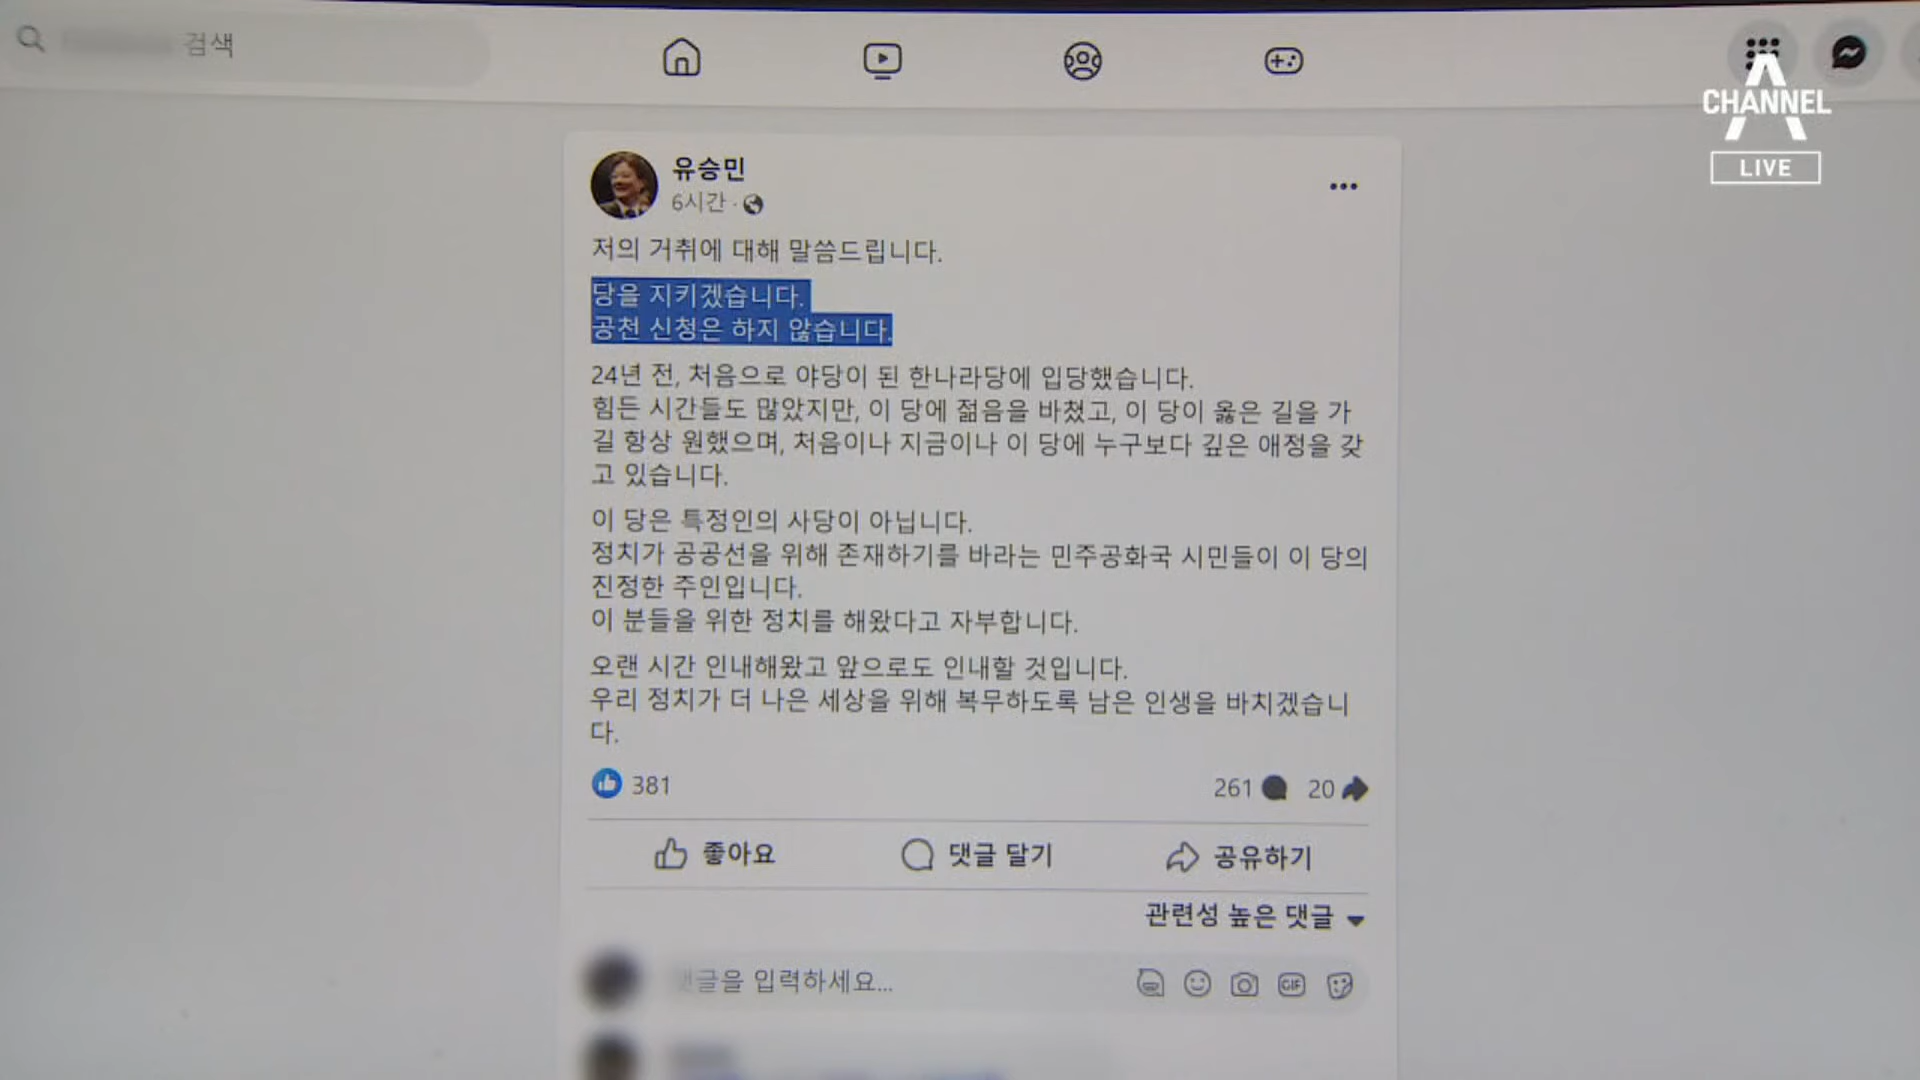 검색
CHANNEL
LIVE
유승민
6시간 ·
저의 거취에 대해 말씀드립니다.
당을 지키겠습니다.
공천 신청은 하지 않습니다.
24년 전, 처음으로 야당이 된 한나라당에 입당했습니다.
힘든 시간들도 많았지만, 이 당에 젊음을 바쳤고, 이 당이 옳은 길을 가
길 항상 원했으며, 처음이나 지금이나 이 당에 누구보다 깊은 애정을 갖
고 있습니다.
이 당은 특정인의 사당이 아닙니다.
정치가 공공선을 위해 존재하기를 바라는 민주공화국 시민들이 이 당의
진정한 주인입니다.
이 분들을 위한 정치를 해왔다고 자부합니다.
오랜 시간 인내해왔고 앞으로도 인내할 것입니다.
우리 정치가 더 나은 세상을 위해 복무하도록 남은 인생을 바치겠습니
다.
381
261 20
좋아요 댓글 달기 공유하기
관련성 높은 댓글
댓글을 입력하세요...
GIF